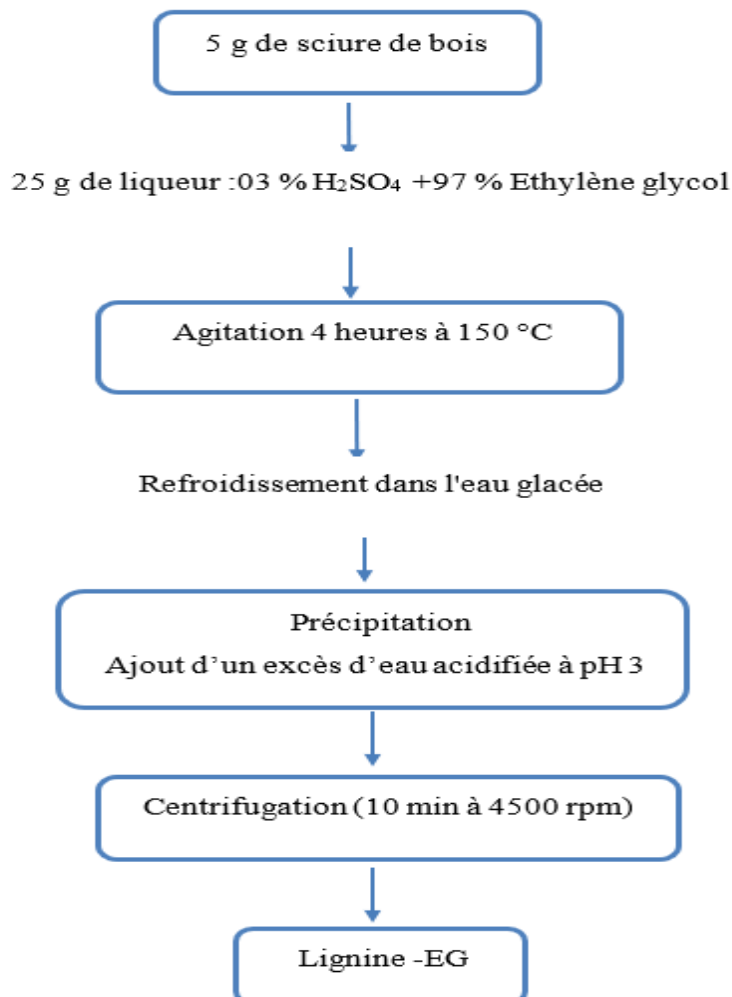 5 g de sciure de bois
25 g de liqueur :03 % H₂SO₄ +97 % Ethylène glycol
Agitation 4 heures à 150 °C
Refroidissement dans l'eau glacée
Précipitation
Ajout d’un excès d’eau acidifiée à pH 3
Centrifugation (10 min à 4500 rpm)
Lignine -EG